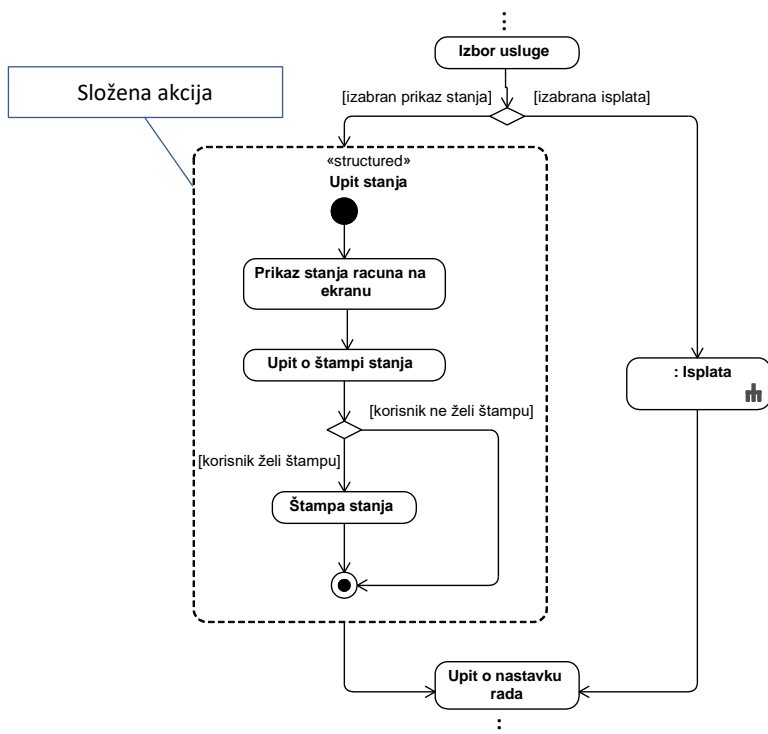 Izbor usluge
Složena akcija
[izabran prikaz stanja]
[izabrana isplata]
«structured»
Upit stanja
Prikaz stanja racuna na
ekranu
Upit o štampi stanja
: Isplata
[korisnik ne želi štampu]
[korisnik želi štampu]
Štampa stanja
Upit o nastavku
rada